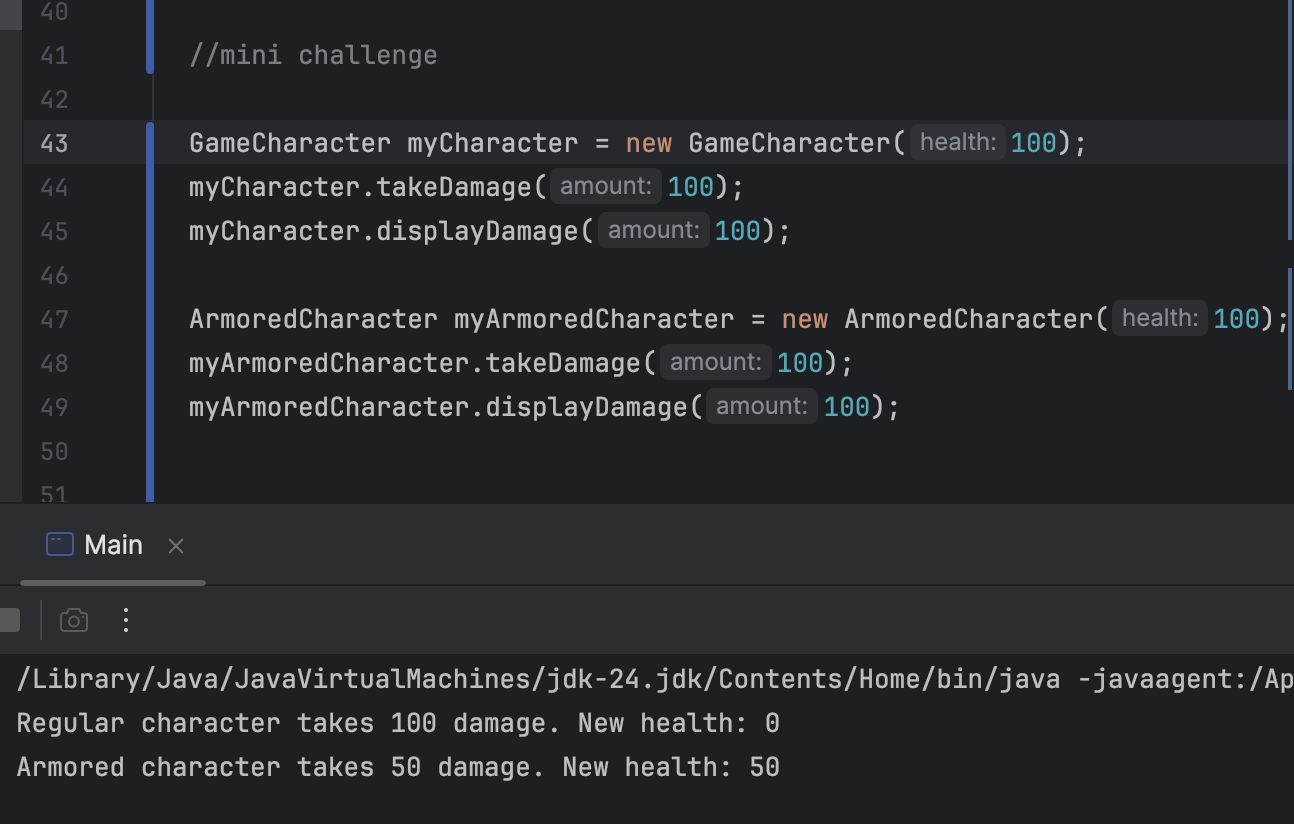 40
41 //mini challenge
42
43 GameCharacter myCharacter = new GameCharacter( health: 100);
44 myCharacter.takeDamage( amount: 100);
45 myCharacter.displayDamage( amount: 100);
46
47 ArmoredCharacter myArmoredCharacter = new ArmoredCharacter( health: 100);
48 myArmoredCharacter.takeDamage( amount: 100);
49 myArmoredCharacter.displayDamage( amount: 100);
50
51
Main
/Library/Java/JavaVirtualMachines/jdk-24.jdk/Contents/Home/bin/java -javaagent:/Ap
Regular character takes 100 damage. New health: 0
Armored character takes 50 damage. New health: 50